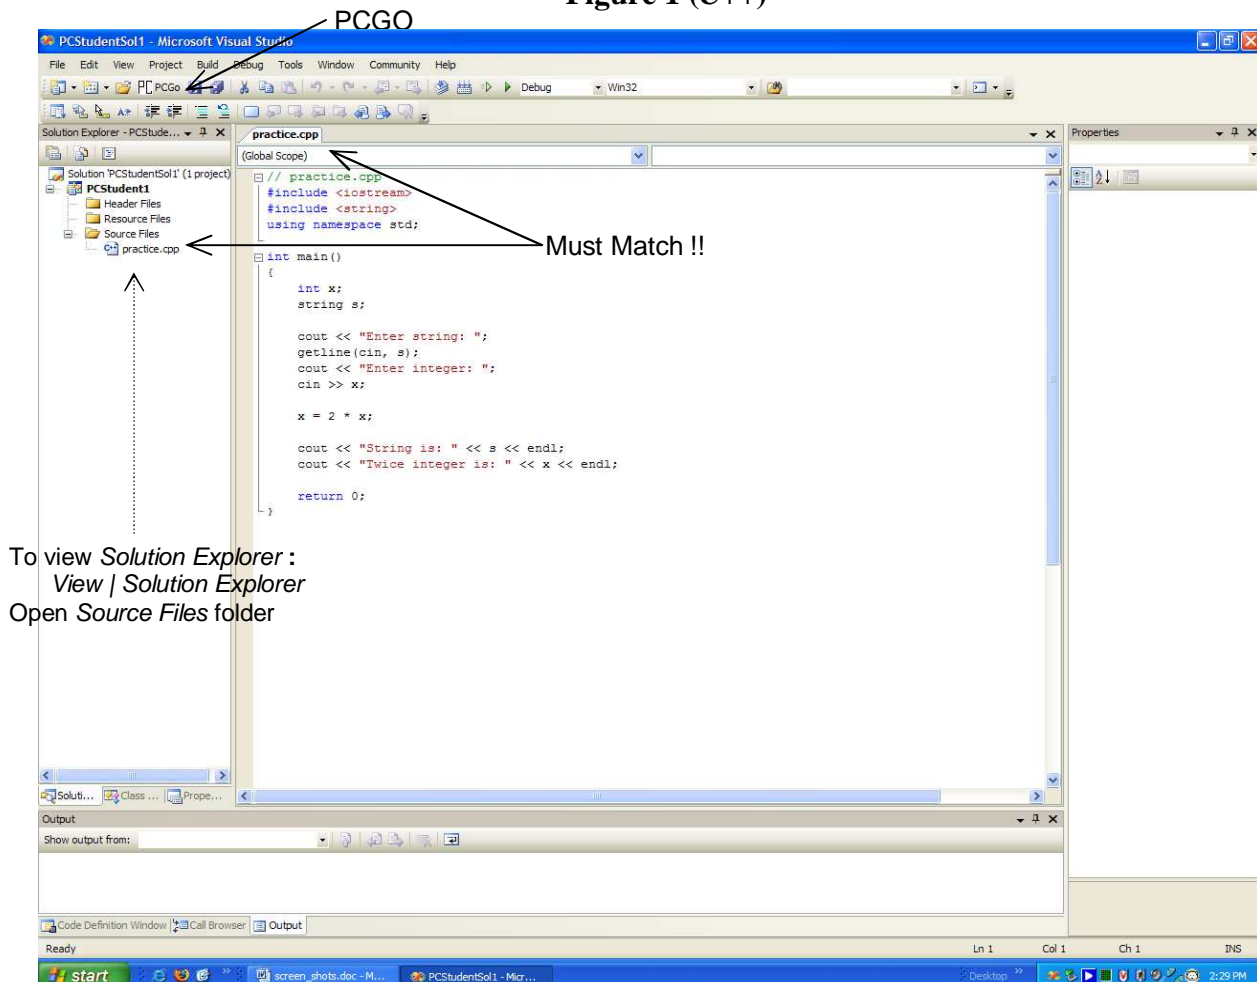 Figure 1 (C++)
PCGO
PCStudentSol1 - Microsoft Visual Studio
File Edit View Project Build Debug Tools Window Community Help
PCGo Debug Win32
Solution Explorer - PCStude...
practice.cpp
Properties
(Global Scope)
Solution 'PCStudentSol1' (1 project)
PCStudent1
Header Files
Resource Files
Source Files
practice.cpp
// practice.cpp
#include <iostream>
#include <string>
using namespace std;
int main()
{
int x;
string s;
cout << "Enter string: ";
getline(cin, s);
cout << "Enter integer: ";
cin >> x;
x = 2 * x;
cout << "String is: " << s << endl;
cout << "Twice integer is: " << x << endl;
return 0;
}
Must Match !!
To view Solution Explorer :
View | Solution Explorer
Open Source Files folder
Soluti... Class ... Prope...
Output
Show output from:
Code Definition Window Call Browser Output
Ready Ln 1 Col 1 Ch 1 INS
start screen_shots.doc - M... PCStudentSol1 - Micr... Desktop 2:29 PM